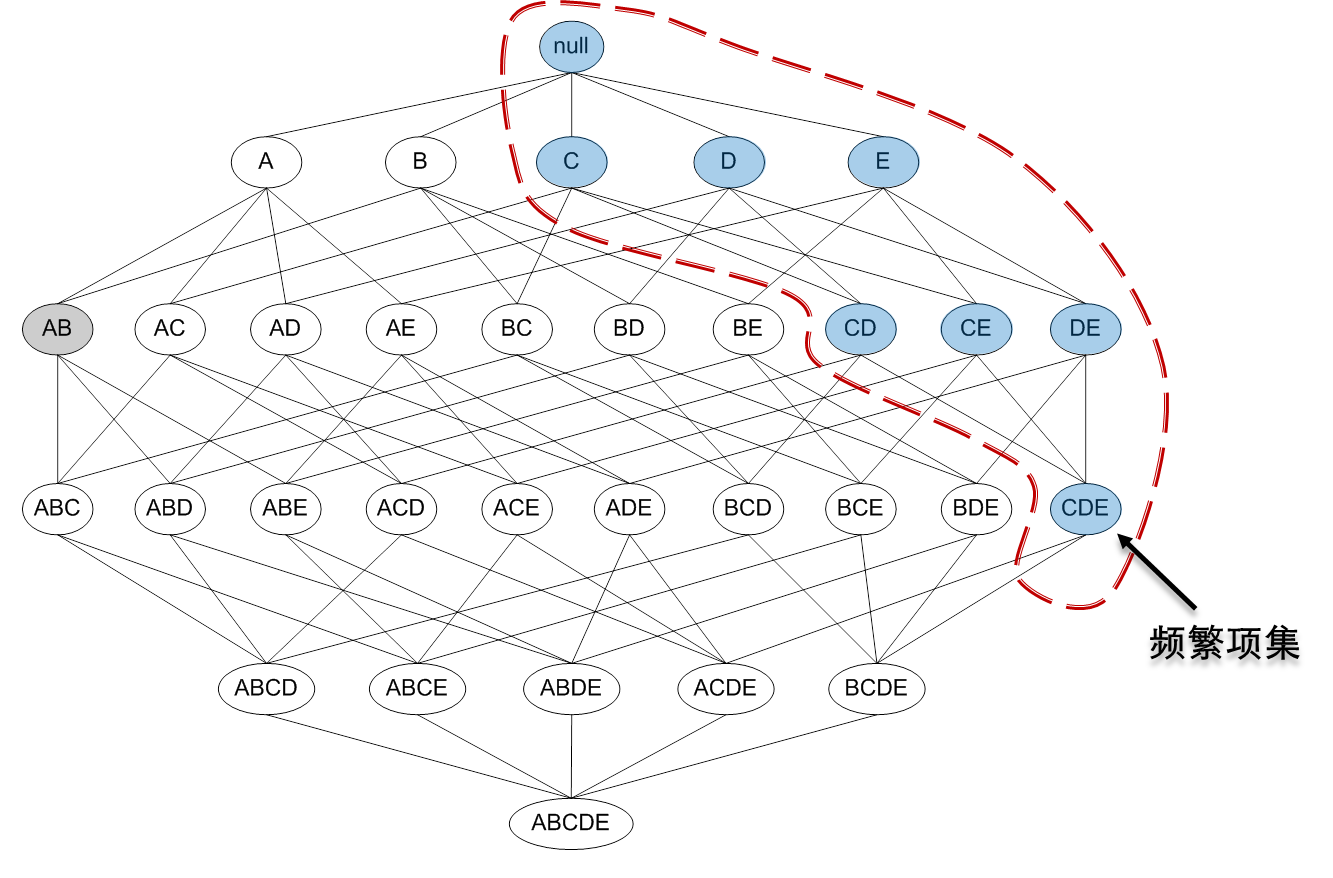 null
A B C D E
AB AC AD AE BC BD BE CD CE DE
ABC ABD ABE ACD ACE ADE BCD BCE BDE CDE
频繁项集
ABCD ABCE ABDE ACDE BCDE
ABCDE